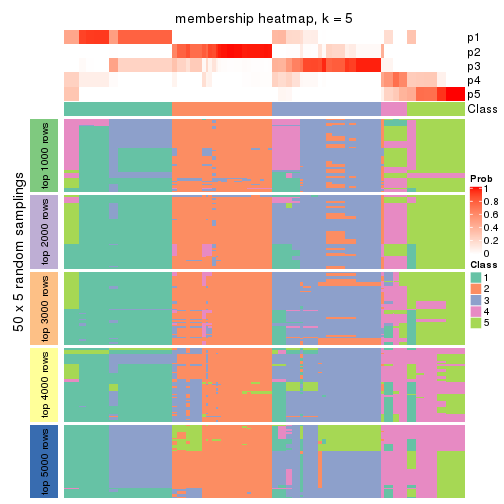 membership heatmap, k = 5
p1
p2
p3
p4
p5
Class
50 x 5 random samplings
top 1000 rows
top 2000 rows
top 3000 rows
top 4000 rows
top 5000 rows
Prob
1
0.8
0.6
0.4
0.2
0
Class
1
2
3
4
5